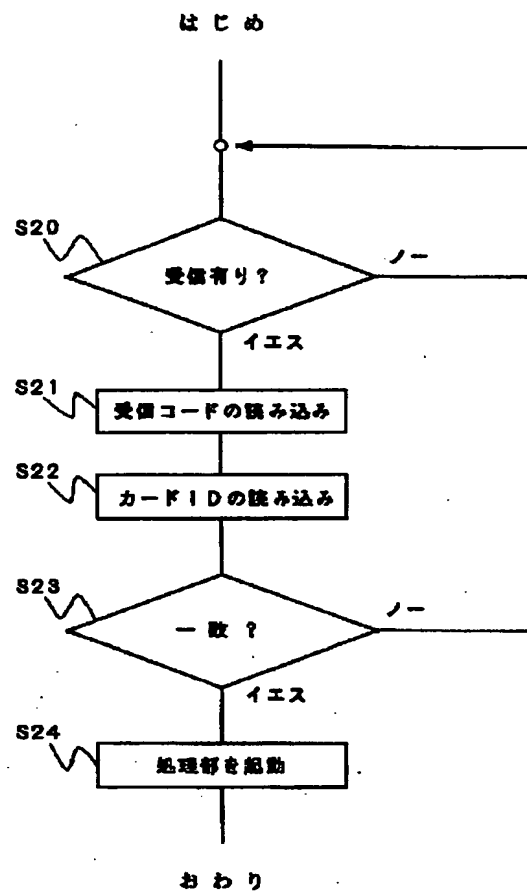 はじめ
S20
受信有り?
ノー
イエス
S21
受信コードの読み込み
S22
カードIDの読み込み
S23
一致?
ノー
イエス
S24
処理部を起動
おわり